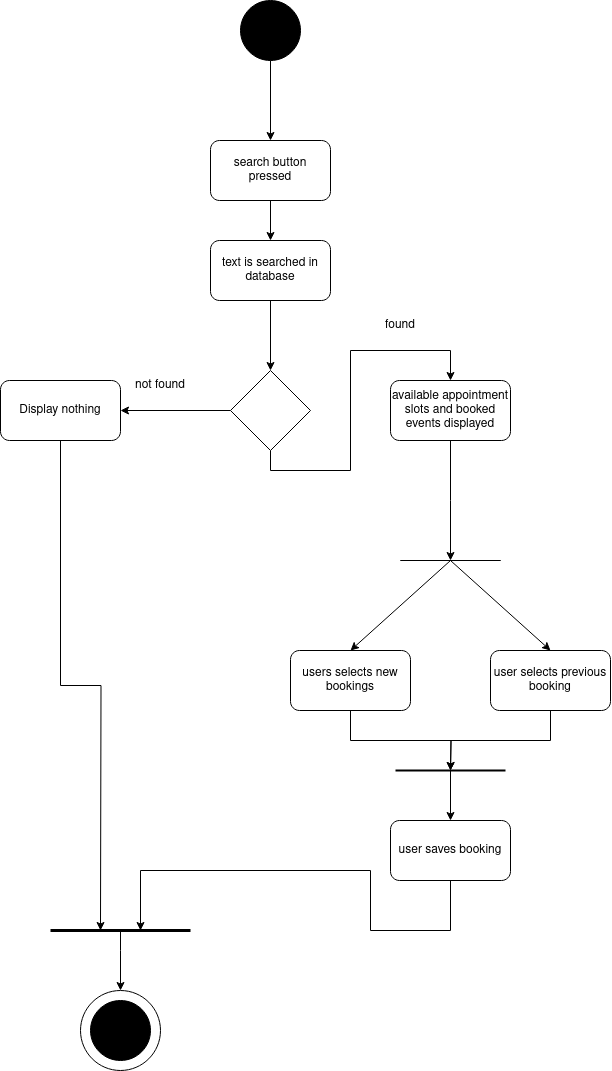 search button
pressed
text is searched in
database
found
not found
Display nothing
available appointment
slots and booked
events displayed
users selects new
bookings
user selects previous
booking
user saves booking